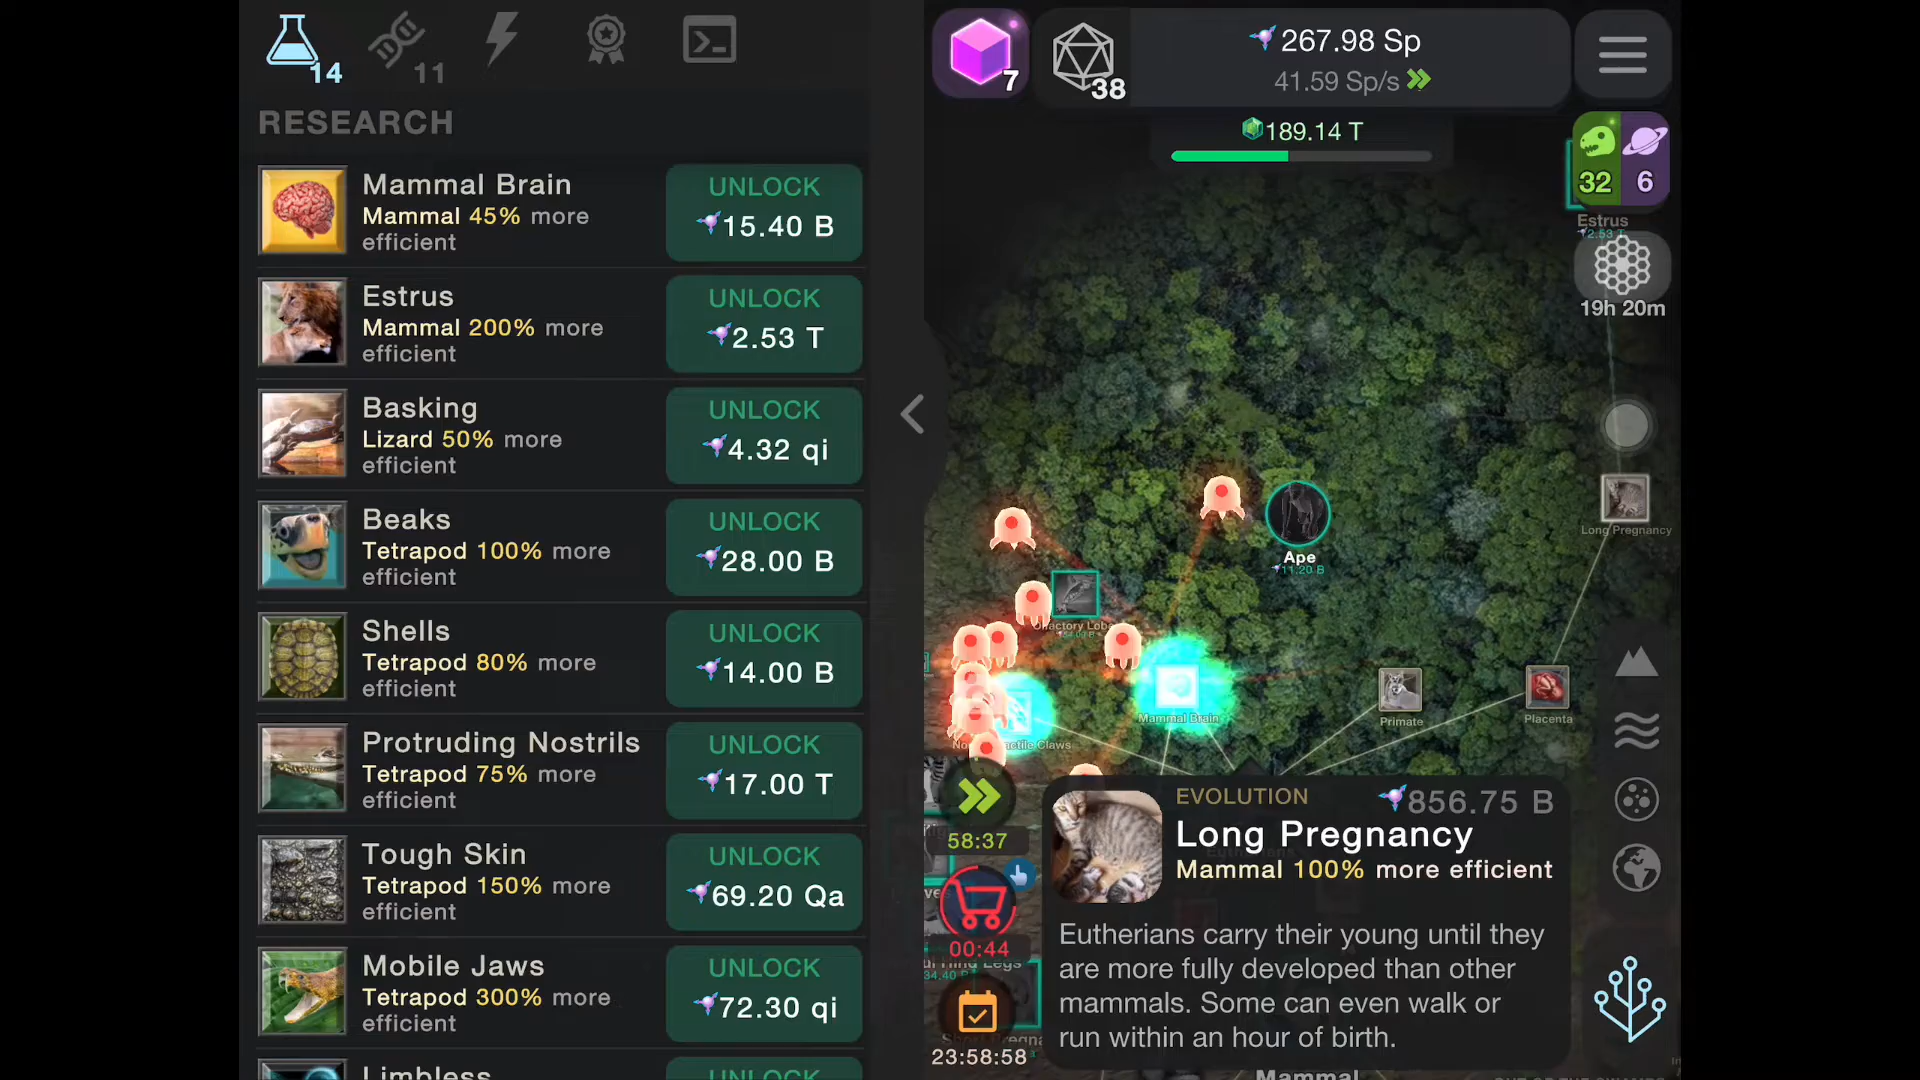 14
11
RESEARCH
Mammal Brain
Mammal 45% more
efficient
UNLOCK
15.40 B
Estrus
Mammal 200% more
efficient
UNLOCK
2.53 T
Basking
Lizard 50% more
efficient
UNLOCK
4.32 qi
Beaks
Tetrapod 100% more
efficient
UNLOCK
28.00 B
Shells
Tetrapod 80% more
efficient
UNLOCK
14.00 B
Protruding Nostrils
Tetrapod 75% more
efficient
UNLOCK
17.00 T
Tough Skin
Tetrapod 150% more
efficient
UNLOCK
69.20 Qa
Mobile Jaws
Tetrapod 300% more
efficient
UNLOCK
72.30 qi
Limbless
UNLOCK
7
38
267.98 Sp
41.59 Sp/s
189.14 T
32
6
Estrus
2.53 T
19h 20m
Long Pregnancy
Ape
11.20 B
Mammal Brain
Primate
Placenta
58:37
00:44
34.40
23:58:58
EVOLUTION
856.75 B
Long Pregnancy
Mammal 100% more efficient
Eutherians carry their young until they
are more fully developed than other
mammals. Some can even walk or
run within an hour of birth.
Mammal